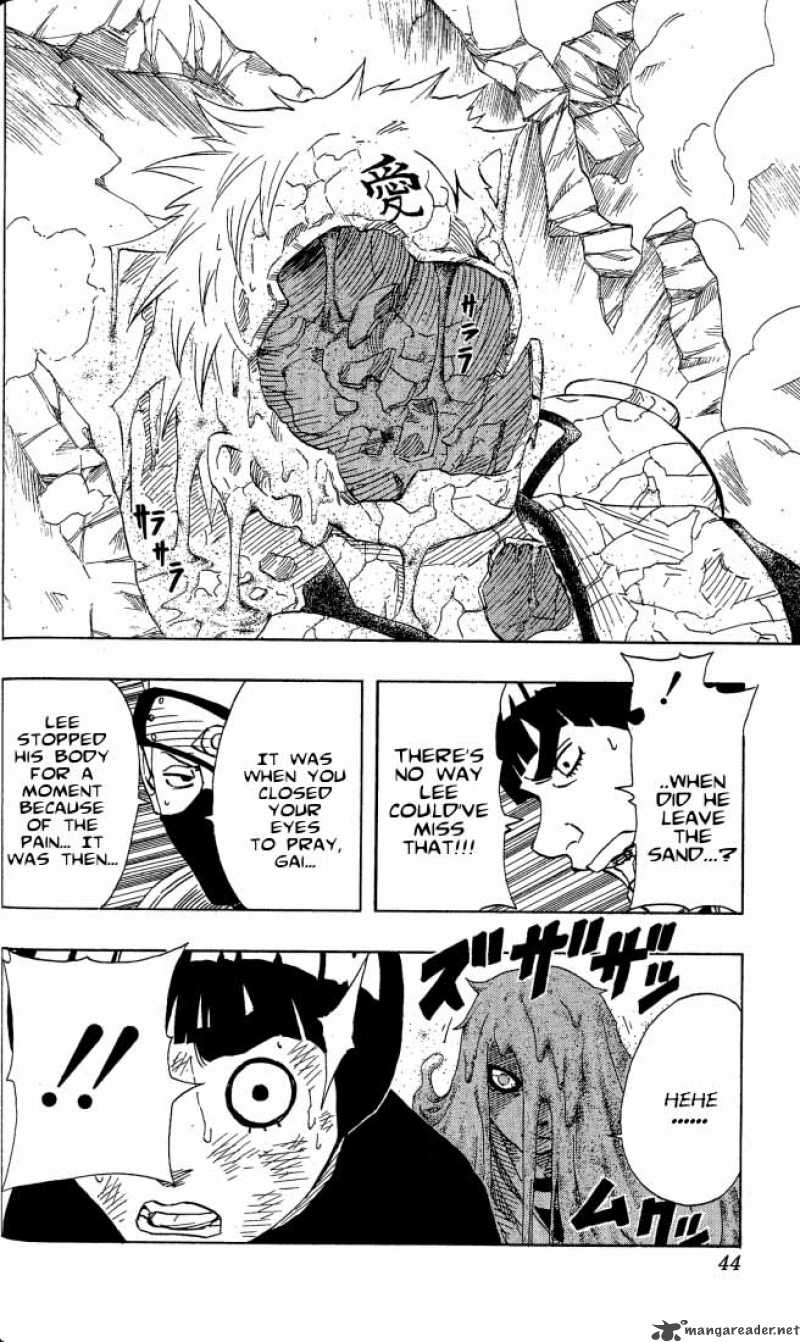 愛
サララ
サラサラ
!
..WHEN
DID HE
LEAVE
THE
SAND...?
THERE'S
NO WAY
LEE
COULD'VE
MISS
THAT!!!
IT WAS
WHEN YOU
CLOSED
YOUR
EYES
TO PRAY,
GAI...
LEE
STOPPED
HIS BODY
FOR A
MOMENT
BECAUSE
OF THE
PAIN... IT
WAS THEN...
ズザザザッ
HEHE
......
ムクッ
!!
44
mangareader.net